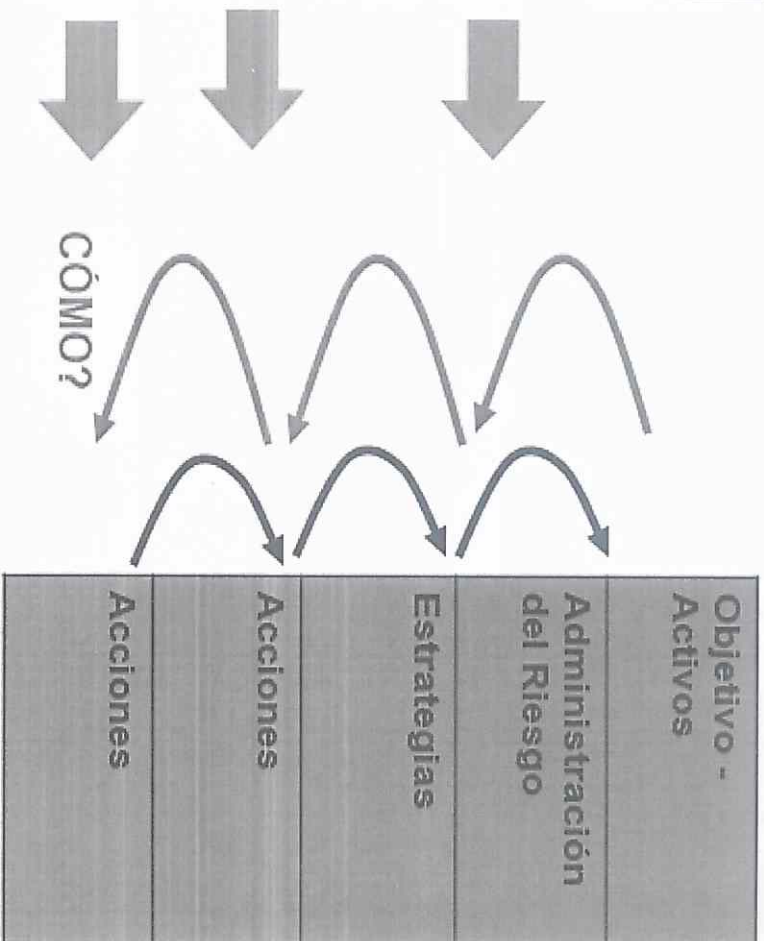 Objetivo -
Activos
Administración
del Riesgo
Estrategias
Acciones
Acciones
CÓMO?